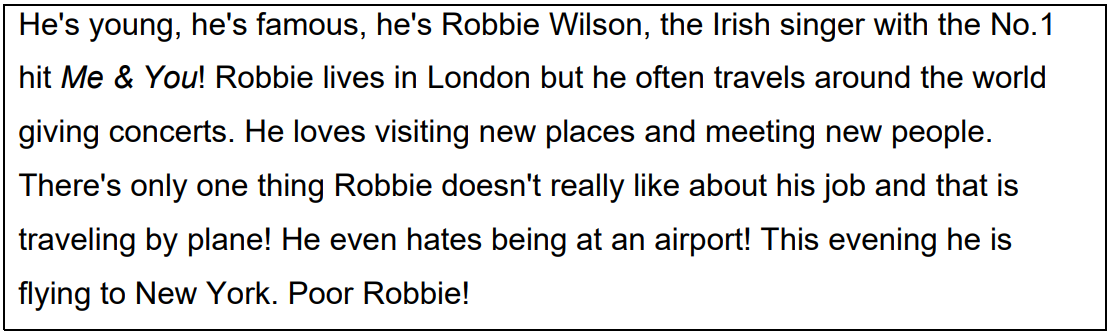 He's young, he's famous, he's Robbie Wilson, the Irish singer with the No.1
hit Me & You! Robbie lives in London but he often travels around the world
giving concerts. He loves visiting new places and meeting new people.
There's only one thing Robbie doesn't really like about his job and that is
traveling by plane! He even hates being at an airport! This evening he is
flying to New York. Poor Robbie!